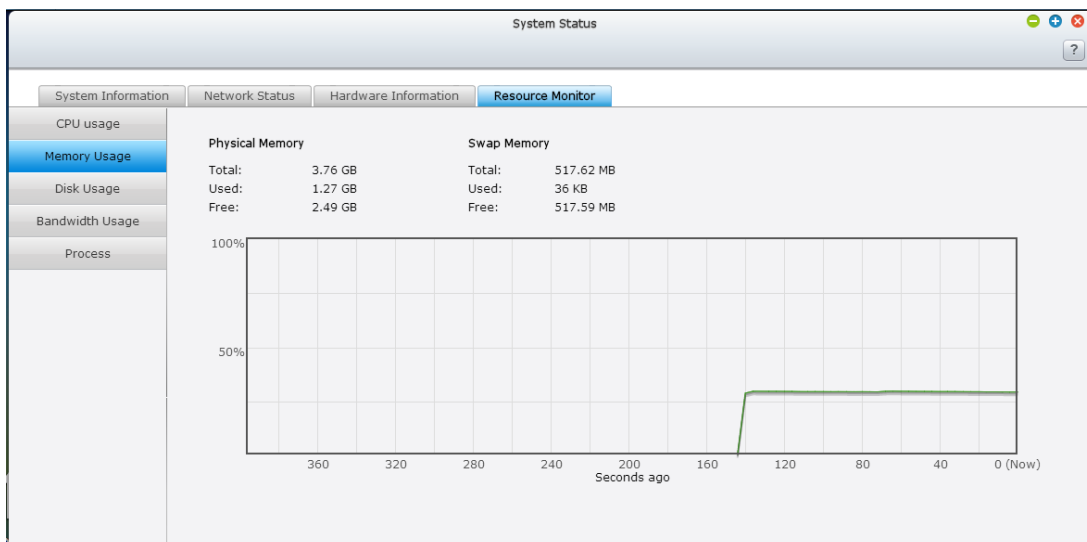 System Status
?
System Information Network Status Hardware Information Resource Monitor
CPU usage
Memory Usage
Disk Usage
Bandwidth Usage
Process
Physical Memory Swap Memory
Total: 3.76 GB Total: 517.62 MB
Used: 1.27 GB Used: 36 KB
Free: 2.49 GB Free: 517.59 MB
100%
50%
360 320 280 240 200 160 120 80 40 0 (Now)
Seconds ago